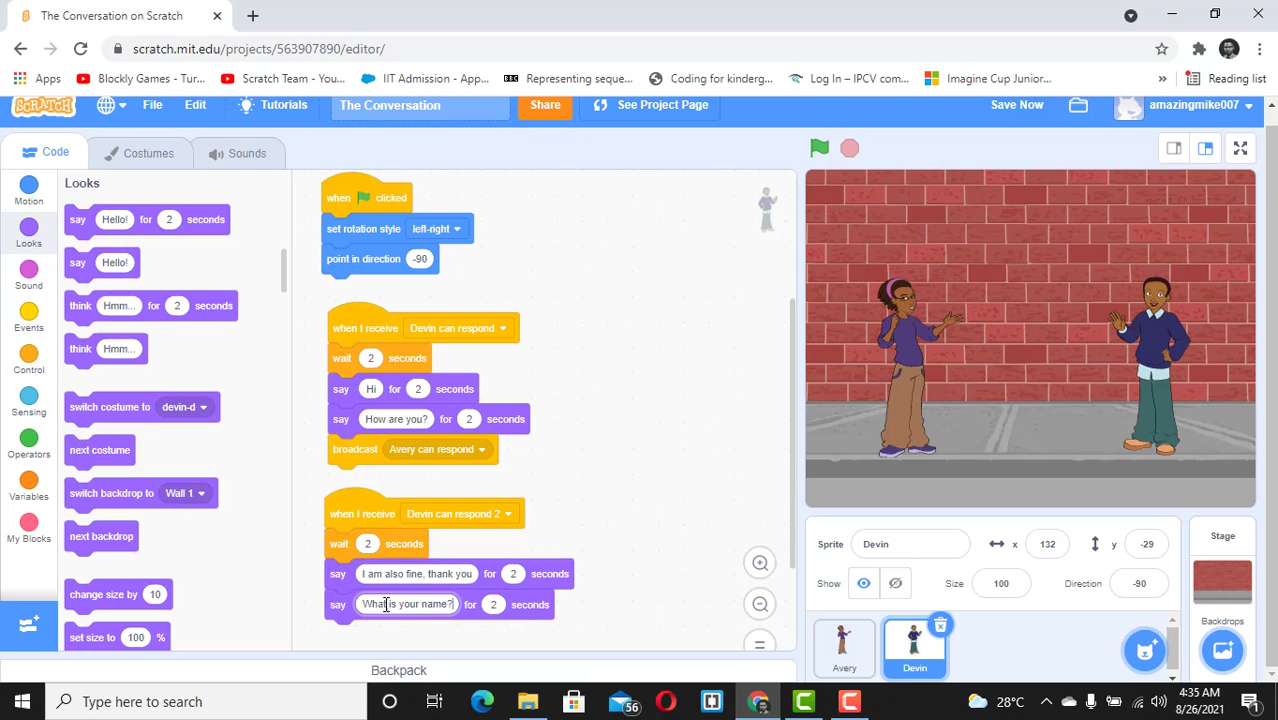 The Conversation on Scratch
scratch.mit.edu/projects/563907890/editor/
Apps
Blockly Games - Tur...
Scratch Team - You...
IIT Admission - App...
Representing seque...
Coding for kinderg...
Log In – IPCV comm...
Imagine Cup Junior...
»
Reading list
SCRATCH
File
Edit
Tutorials
The Conversation
Share
See Project Page
Save Now
amazingmike007
Code
Costumes
Sounds
Motion
Looks
Sound
Events
Control
Sensing
Operators
Variables
My Blocks
Looks
say Hello! for 2 seconds
say Hello!
think Hmm... for 2 seconds
think Hmm...
switch costume to devin-d
next costume
switch backdrop to Wall 1
next backdrop
change size by 10
set size to 100 %
when clicked
set rotation style left-right
point in direction -90
when I receive Devin can respond
wait 2 seconds
say Hi for 2 seconds
say How are you? for 2 seconds
broadcast Avery can respond
when I receive Devin can respond 2
wait 2 seconds
say I am also fine, thank you for 2 seconds
say What is your name? for 2 seconds
Sprite Devin x 132 y -29
Show Size 100 Direction -90
Avery
Devin
Stage
Backdrops
Backpack
Type here to search
56
28°C
4:35 AM
8/26/2021
1